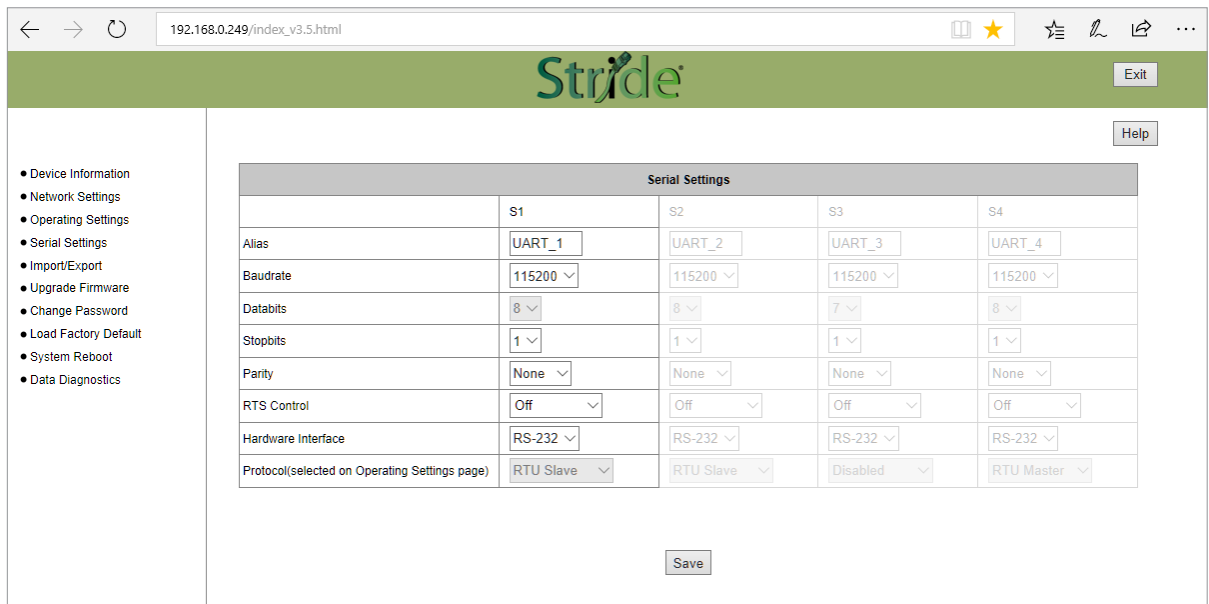 192.168.0.249/index_v3.5.html
Stride
Exit
Help
Device Information
Network Settings
Operating Settings
Serial Settings
Import/Export
Upgrade Firmware
Change Password
Load Factory Default
System Reboot
Data Diagnostics
Serial Settings
S1 S2 S3 S4
Alias UART_1 UART_2 UART_3 UART_4
Baudrate 115200 115200 115200 115200
Databits 8 8 7 8
Stopbits 1 1 1 1
Parity None None None None
RTS Control Off Off Off Off
Hardware Interface RS-232 RS-232 RS-232 RS-232
Protocol(selected on Operating Settings page) RTU Slave RTU Slave Disabled RTU Master
Save